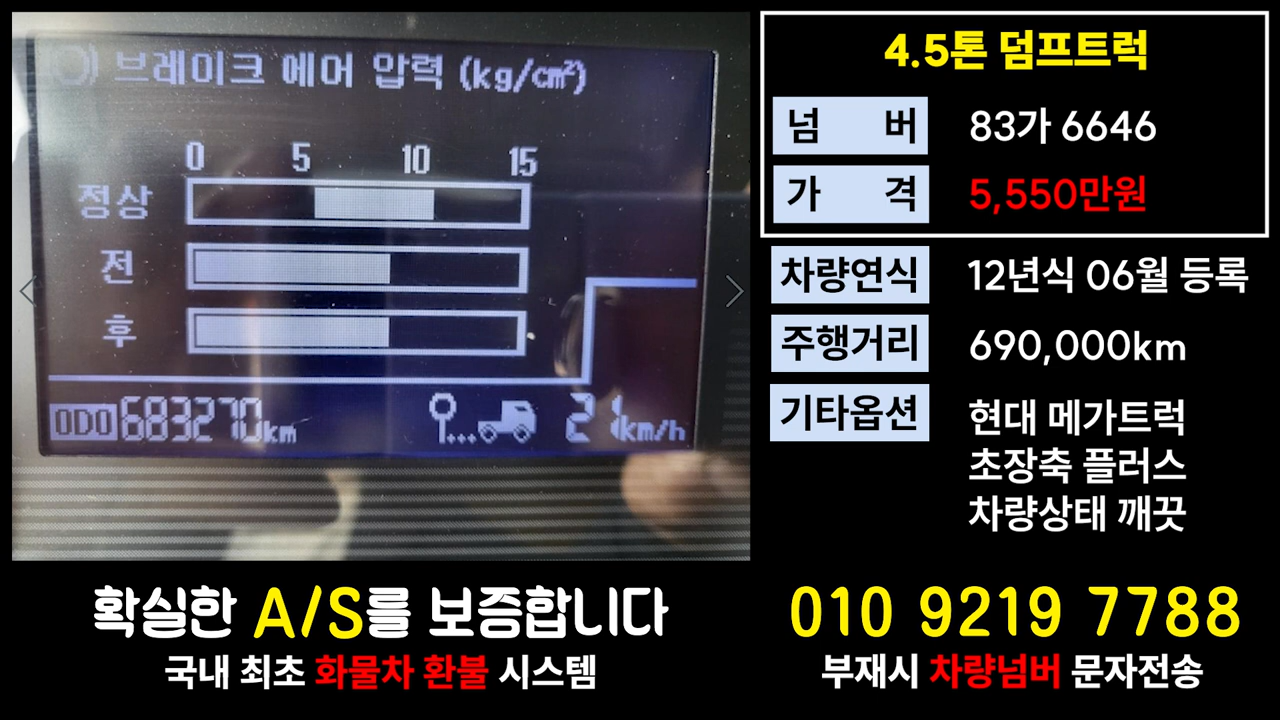 브레이크 에어 압력 (kg/cm²)
0 5 10 15
정상
전
후
ODO 683270km
21km/h
4.5톤 덤프트럭
넘 버 83가 6646
가 격 5,550만원
차량연식 12년식 06월 등록
주행거리 690,000km
기타옵션 현대 메가트럭
초장축 플러스
차량상태 깨끗
확실한 A/S를 보증합니다
국내 최초 화물차 환불 시스템
010 9219 7788
부재시 차량넘버 문자전송